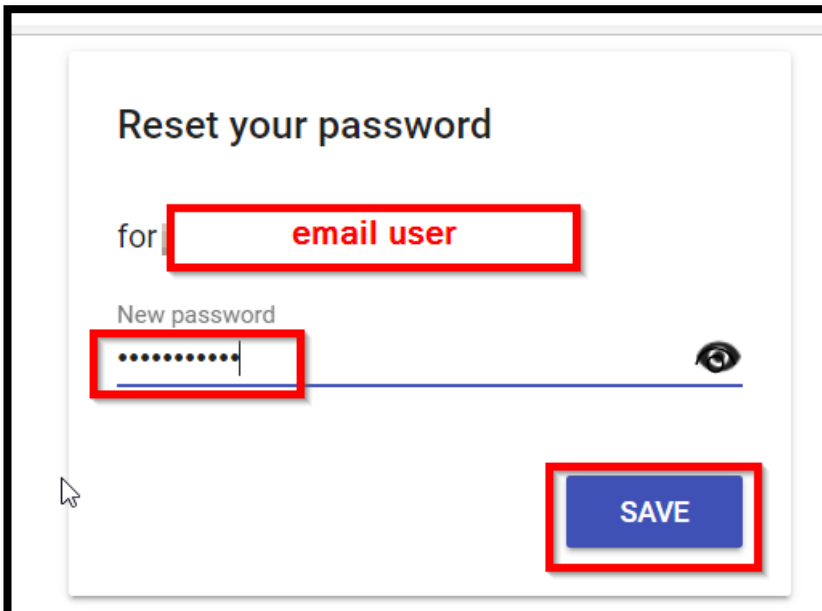 Reset your password
for email user
New password
•••••••••••
SAVE